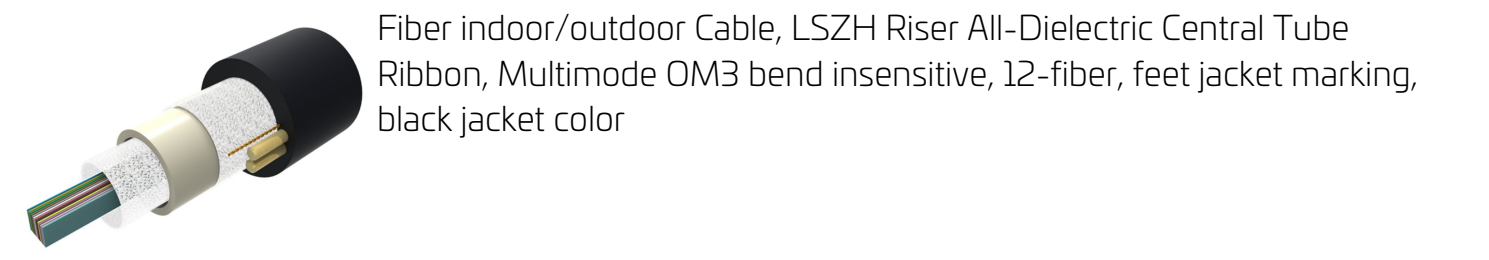 Fiber indoor/outdoor Cable, LSZH Riser All-Dielectric Central Tube
Ribbon, Multimode OM3 bend insensitive, 12-fiber, feet jacket marking,
black jacket color